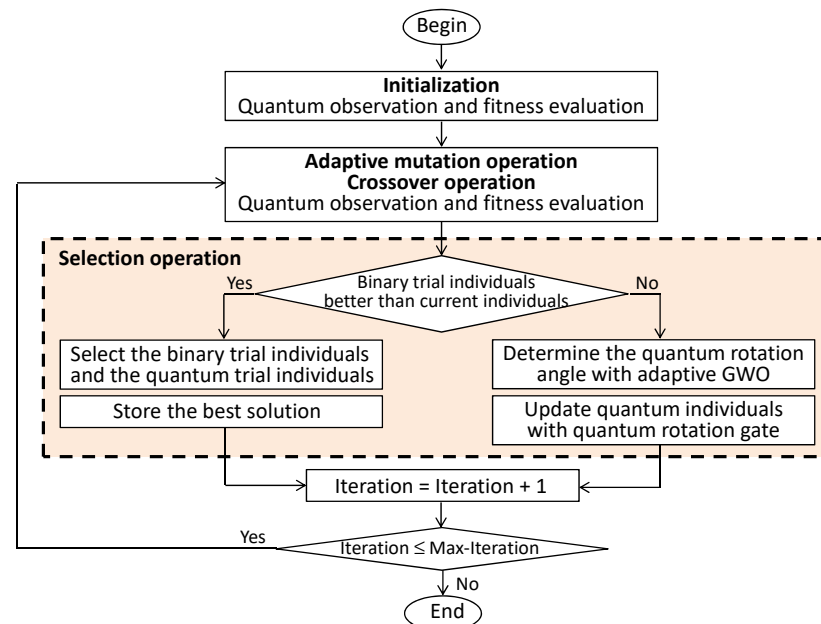 Begin
Initialization
Quantum observation and fitness evaluation
Adaptive mutation operation
Crossover operation
Quantum observation and fitness evaluation
Selection operation
Binary trial individuals
better than current individuals
Yes
No
Select the binary trial individuals
and the quantum trial individuals
Store the best solution
Determine the quantum rotation
angle with adaptive GWO
Update quantum individuals
with quantum rotation gate
Iteration = Iteration + 1
Iteration ≤ Max-Iteration
Yes
No
End